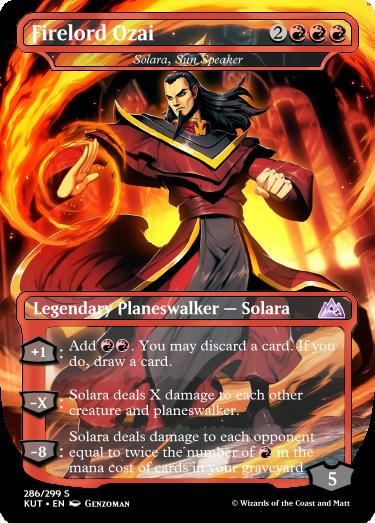 Firelord Ozai 2
Solara, Sun Speaker
Legendary Planeswalker — Solara
+1 : Add . You may discard a card. If you
do, draw a card.
-X : Solara deals X damage to each other
creature and planeswalker.
-8 : Solara deals damage to each opponent
equal to twice the number of in the
mana cost of cards in your graveyard
5
286/299 S
KUT • EN Genzoman
© Wizards of the Coast and Matt